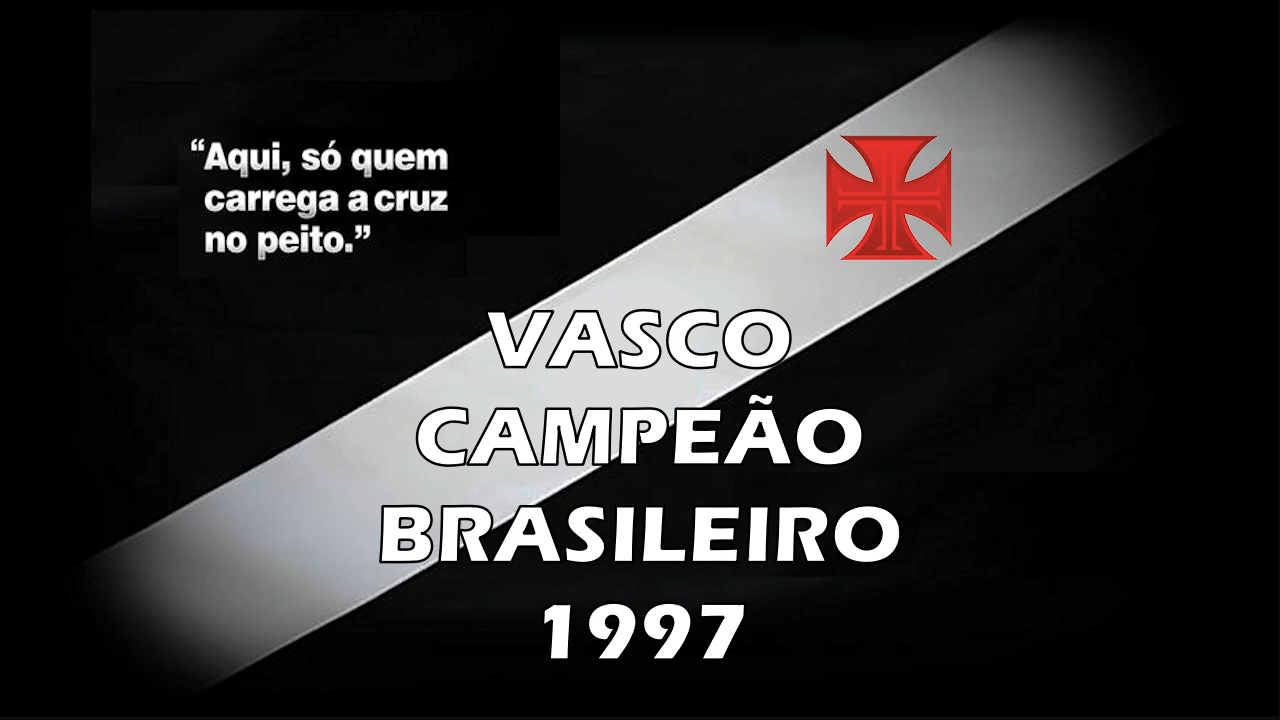 “Aqui, só quem
carrega a cruz
no peito.”
VASCO
CAMPEÃO
BRASILEIRO
1997